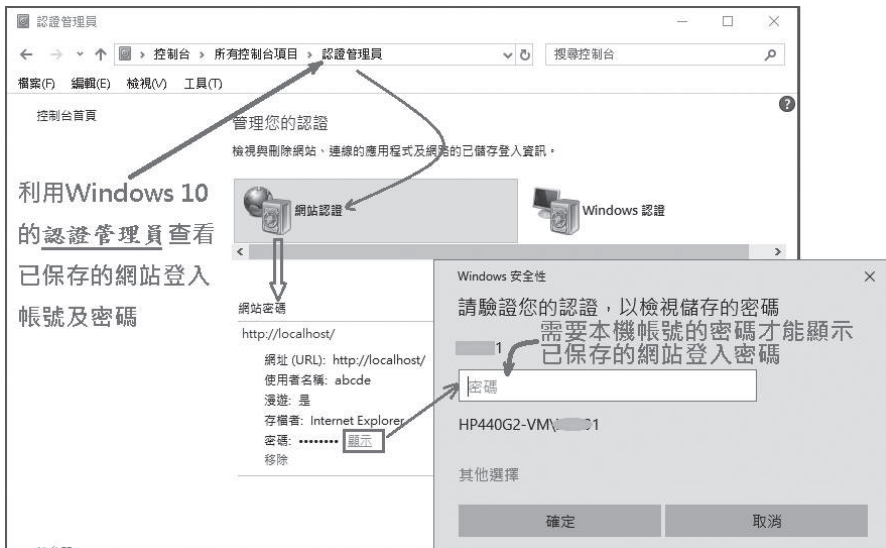 認證管理員
控制台 › 所有控制台項目 › 認證管理員
搜尋控制台
檔案(F) 編輯(E) 檢視(V) 工具(T)
控制台首頁
管理您的認證
檢視與刪除網站、連線的應用程式及網路的已儲存登入資訊。
利用Windows 10
的認證管理員查看
已保存的網站登入
帳號及密碼
網站認證
Windows 認證
網站密碼
http://localhost/
網址 (URL): http://localhost/
使用者名稱: abcde
漫遊: 是
存檔者: Internet Explorer
密碼: •••••••• 顯示
移除
Windows 安全性
請驗證您的認證，以檢視儲存的密碼
需要本機帳號的密碼才能顯示
已保存的網站登入密碼
1
密碼
HP440G2-VM\
1
其他選擇
確定
取消